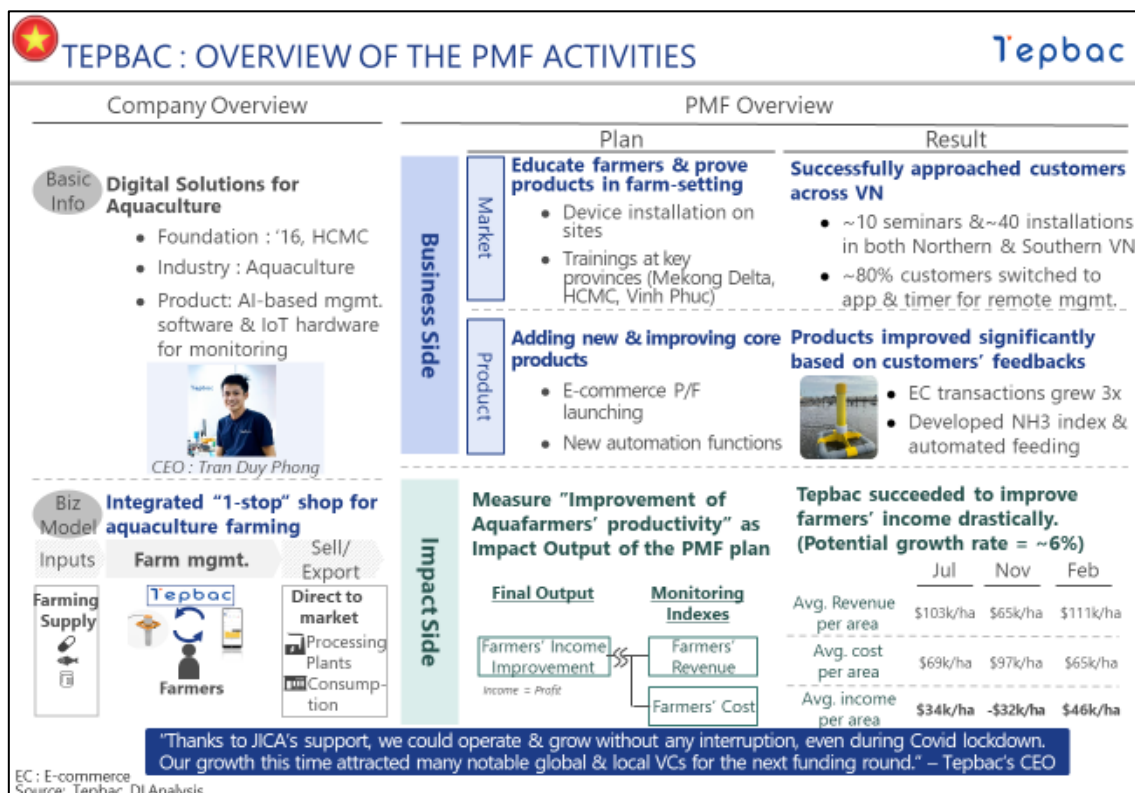 TEPBAC : OVERVIEW OF THE PMF ACTIVITIES
Tepbac
Company Overview
Basic
Info
Digital Solutions for
Aquaculture
● Foundation : ‘16, HCMC
● Industry : Aquaculture
● Product: AI-based mgmt.
software & IoT hardware
for monitoring
Tepbac
CEO : Tran Duy Phong
Biz
Model
Integrated “1-stop“ shop for
aquaculture farming
Inputs
Farm mgmt.
Sell/
Export
Farming
Supply
Tepbac
Farmers
Direct to
market
Processing
Plants
Consump-
tion
PMF Overview
Plan
Result
Business Side
Market
Educate farmers & prove
products in farm-setting
● Device installation on
sites
● Trainings at key
provinces (Mekong Delta,
HCMC, Vinh Phuc)
Successfully approached customers
across VN
● ~10 seminars &~40 installations
in both Northern & Southern VN
● ~80% customers switched to
app & timer for remote mgmt.
Product
Adding new & improving core
products
● E-commerce P/F
launching
● New automation functions
Products improved significantly
based on customers’ feedbacks
● EC transactions grew 3x
● Developed NH3 index &
automated feeding
Impact Side
Measure ”Improvement of
Aquafarmers’ productivity” as
Impact Output of the PMF plan
Final Output
Monitoring
Indexes
Farmers’ Income
Improvement
Income = Profit
Farmers’
Revenue
Farmers’ Cost
Tepbac succeeded to improve
farmers’ income drastically.
(Potential growth rate = ~6%)
Jul Nov Feb
Avg. Revenue
per area
$103k/ha $65k/ha $111k/ha
Avg. cost
per area
$69k/ha $97k/ha $65k/ha
Avg. income
per area
$34k/ha -$32k/ha $46k/ha
“Thanks to JICA’s support, we could operate & grow without any interruption, even during Covid lockdown.
Our growth this time attracted many notable global & local VCs for the next funding round.” – Tepbac’s CEO
EC : E-commerce
Source: Tepbac, DI Analysis